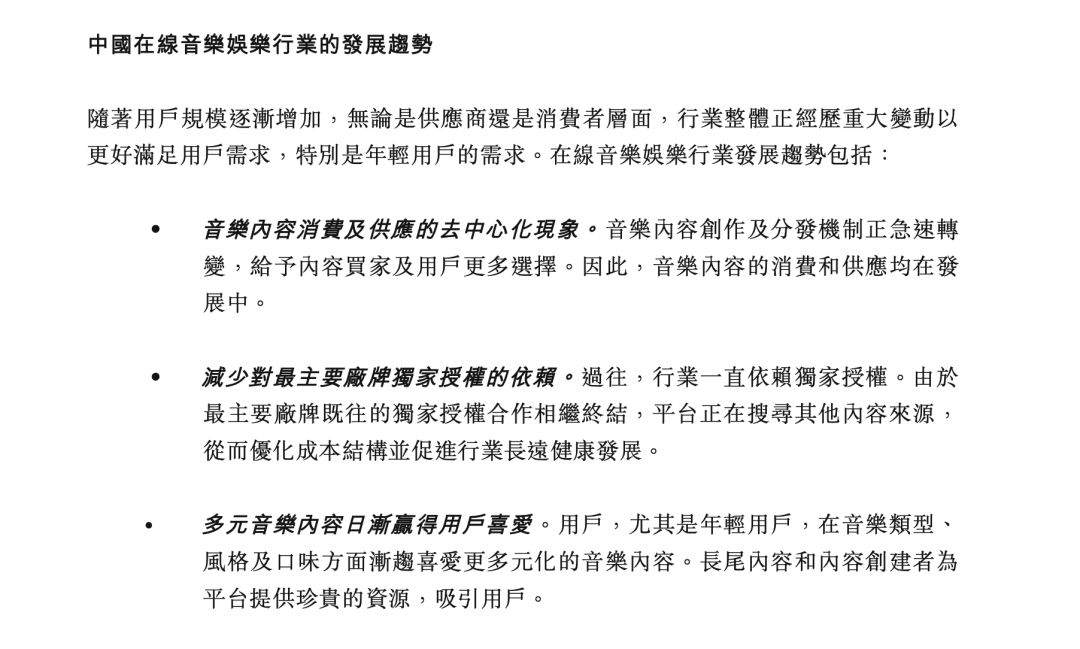 中國在線音樂娛樂行業的發展趨勢
隨著用戶規模逐漸增加，無論是供應商還是消費者層面，行業整體正經歷重大變動以
更好滿足用戶需求，特別是年輕用戶的需求。在線音樂娛樂行業發展趨勢包括：
• 音樂內容消費及供應的去中心化現象。音樂內容創作及分發機制正急速轉
變，給予內容買家及用戶更多選擇。因此，音樂內容的消費和供應均在發
展中。
• 減少對最主要廠牌獨家授權的依賴。過往，行業一直依賴獨家授權。由於
最主要廠牌既往的獨家授權合作相繼終結，平台正在搜尋其他內容來源，
從而優化成本結構並促進行業長遠健康發展。
• 多元音樂內容日漸贏得用戶喜愛。用戶，尤其是年輕用戶，在音樂類型、
風格及口味方面漸趨喜愛更多元化的音樂內容。長尾內容和內容創建者為
平台提供珍貴的資源，吸引用戶。